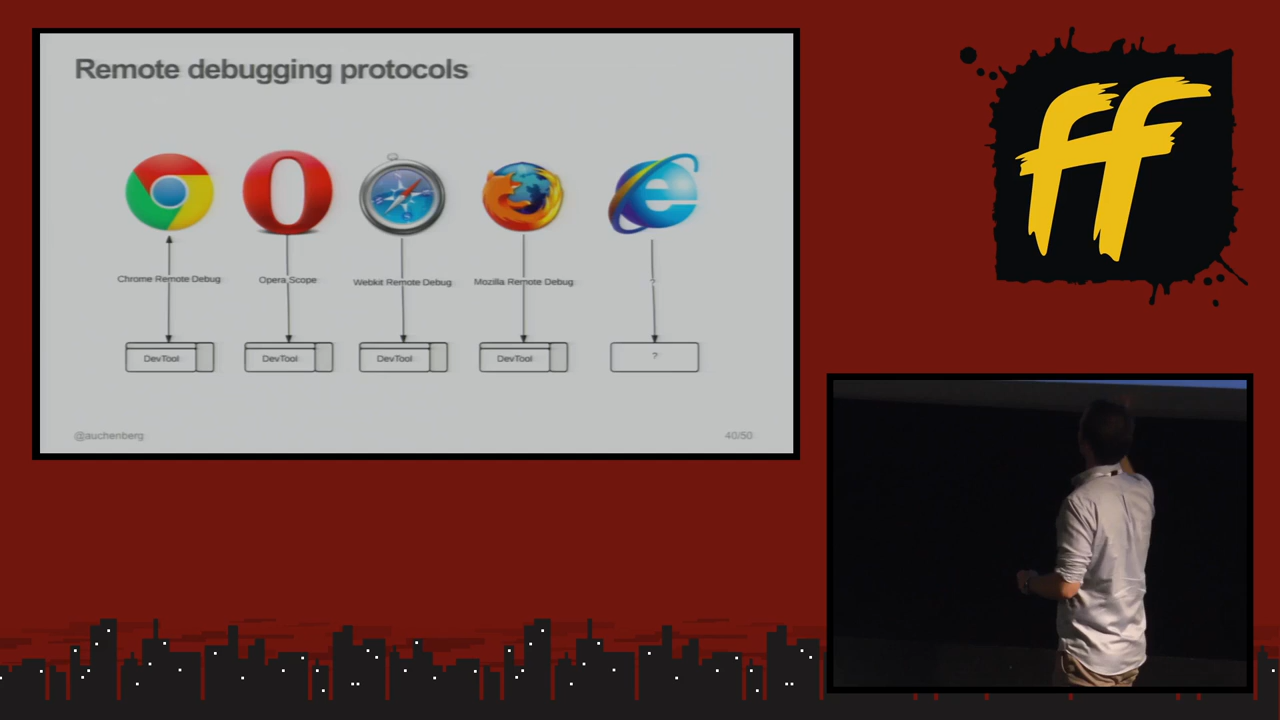 Remote debugging protocols
Chrome Remote Debug
Opera Scope
Webkit Remote Debug
Mozilla Remote Debug
?
DevTool
DevTool
DevTool
DevTool
?
@auchenberg
40/50
ff